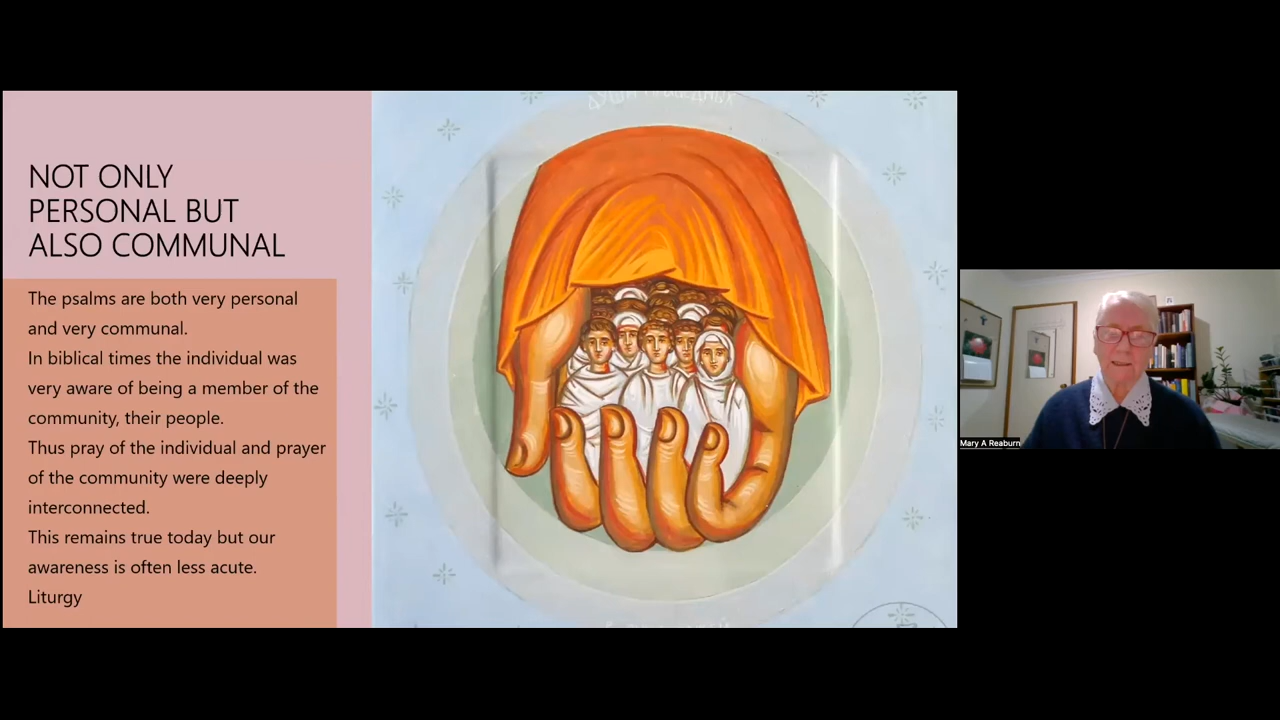 NOT ONLY
PERSONAL BUT
ALSO COMMUNAL
The psalms are both very personal
and very communal.
In biblical times the individual was
very aware of being a member of the
community, their people.
Thus pray of the individual and prayer
of the community were deeply
interconnected.
This remains true today but our
awareness is often less acute.
Liturgy
Mary A Reaburn